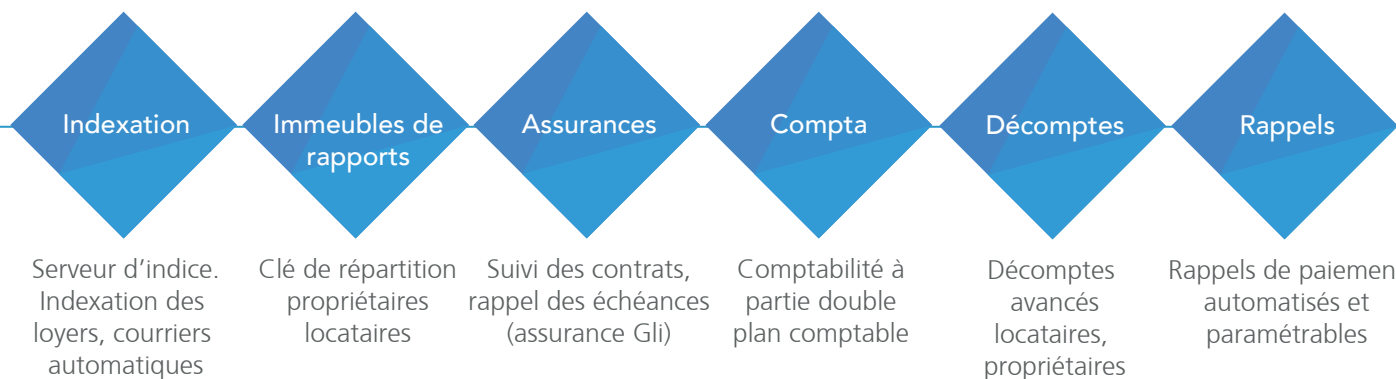 Indexation
Serveur d’indice.
Indexation des
loyers, courriers
automatiques
Immeubles de
rapports
Clé de répartition
propriétaires
locataires
Assurances
Suivi des contrats,
rappel des échéances
(assurance Gli)
Compta
Comptabilité à
partie double
plan comptable
Décomptes
Décomptes
avancés
locataires,
propriétaires
Rappels
Rappels de paiemen
automatisés et
paramétrables